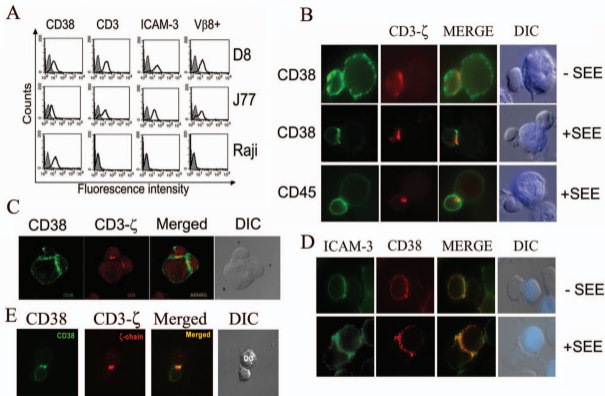 A
CD38 CD3 ICAM-3 Vβ8+
D8
J77
Raji
Counts
Fluorescence intensity
B
CD3-ζ MERGE DIC
CD38 - SEE
CD38 +SEE
CD45 +SEE
C
CD38 CD3-ζ Merged DIC
D
ICAM-3 CD38 MERGE DIC
- SEE
+SEE
E
CD38 CD3-ζ Merged DIC
CD38 ζ-chain Merged DC